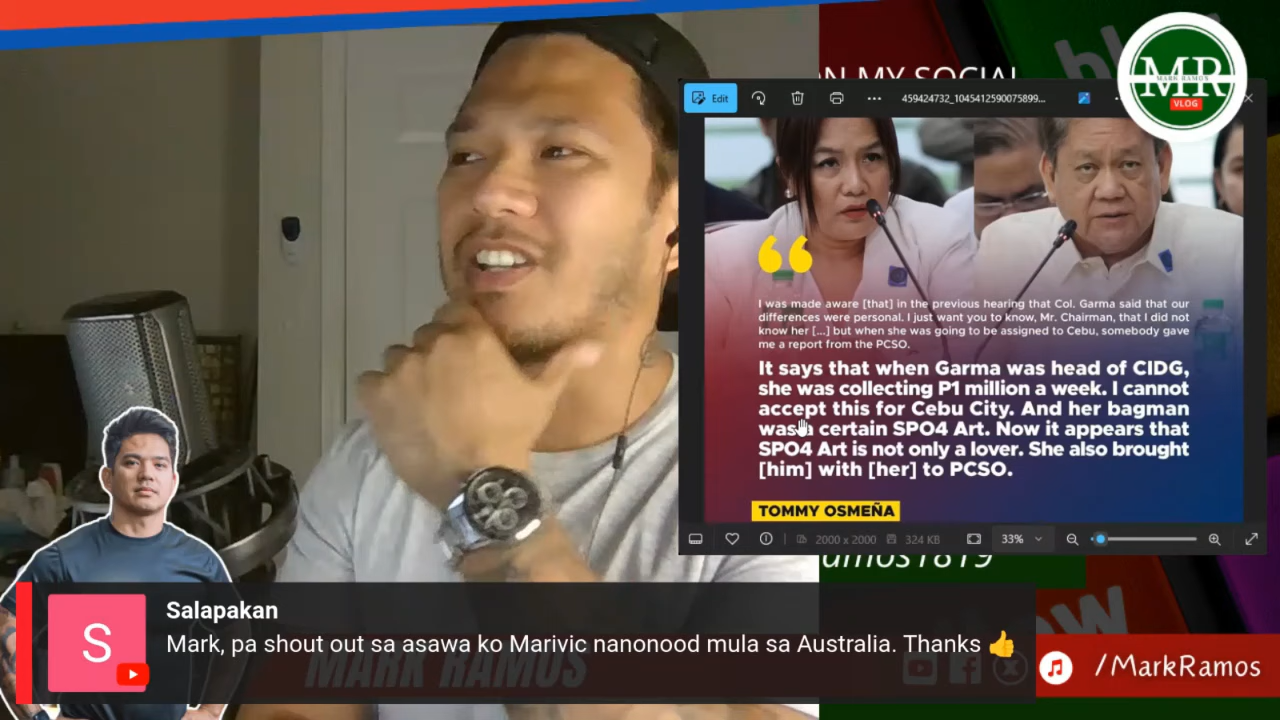 ON MY SOCIAL
MR
MARK RAMOS
VLOG
Edit
459424732_1045412590075899...
I was made aware [that] in the previous hearing that Col. Garma said that our
differences were personal. I just want you to know, Mr. Chairman, that I did not
know her [...] but when she was going to be assigned to Cebu, somebody gave
me a report from the PCSO.
It says that when Garma was head of CIDG,
she was collecting P1 million a week. I cannot
accept this for Cebu City. And her bagman
was a certain SPO4 Art. Now it appears that
SPO4 Art is not only a lover. She also brought
[him] with [her] to PCSO.
TOMMY OSMEÑA
2000 x 2000 324 KB
33%
amos1819
S
Salapakan
Mark, pa shout out sa asawa ko Marivic nanonood mula sa Australia. Thanks 👍
MARK RAMOS
/MarkRamos